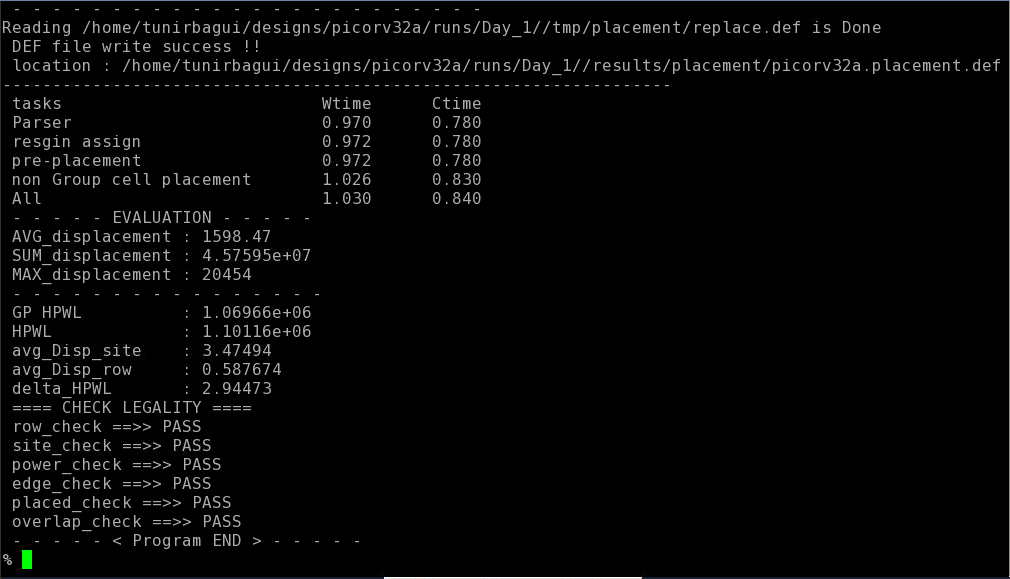 - - - - - - - - - - - - - - - - - - - - - - - -
Reading /home/tunirbagui/designs/picorv32a/runs/Day_1//tmp/placement/replace.def is Done
DEF file write success !!
location : /home/tunirbagui/designs/picorv32a/runs/Day_1//results/placement/picorv32a.placement.def
-------------------------------------------------------------------
tasks Wtime Ctime
Parser 0.970 0.780
resgin assign 0.972 0.780
pre-placement 0.972 0.780
non Group cell placement 1.026 0.830
All 1.030 0.840
- - - - - EVALUATION - - - - -
AVG_displacement : 1598.47
SUM_displacement : 4.57595e+07
MAX_displacement : 20454
- - - - - - - - - - - - - - - -
GP HPWL : 1.06966e+06
HPWL : 1.10116e+06
avg_Disp_site : 3.47494
avg_Disp_row : 0.587674
delta_HPWL : 2.94473
==== CHECK LEGALITY ====
row_check ==>> PASS
site_check ==>> PASS
power_check ==>> PASS
edge_check ==>> PASS
placed_check ==>> PASS
overlap_check ==>> PASS
- - - - - < Program END > - - - - -
%